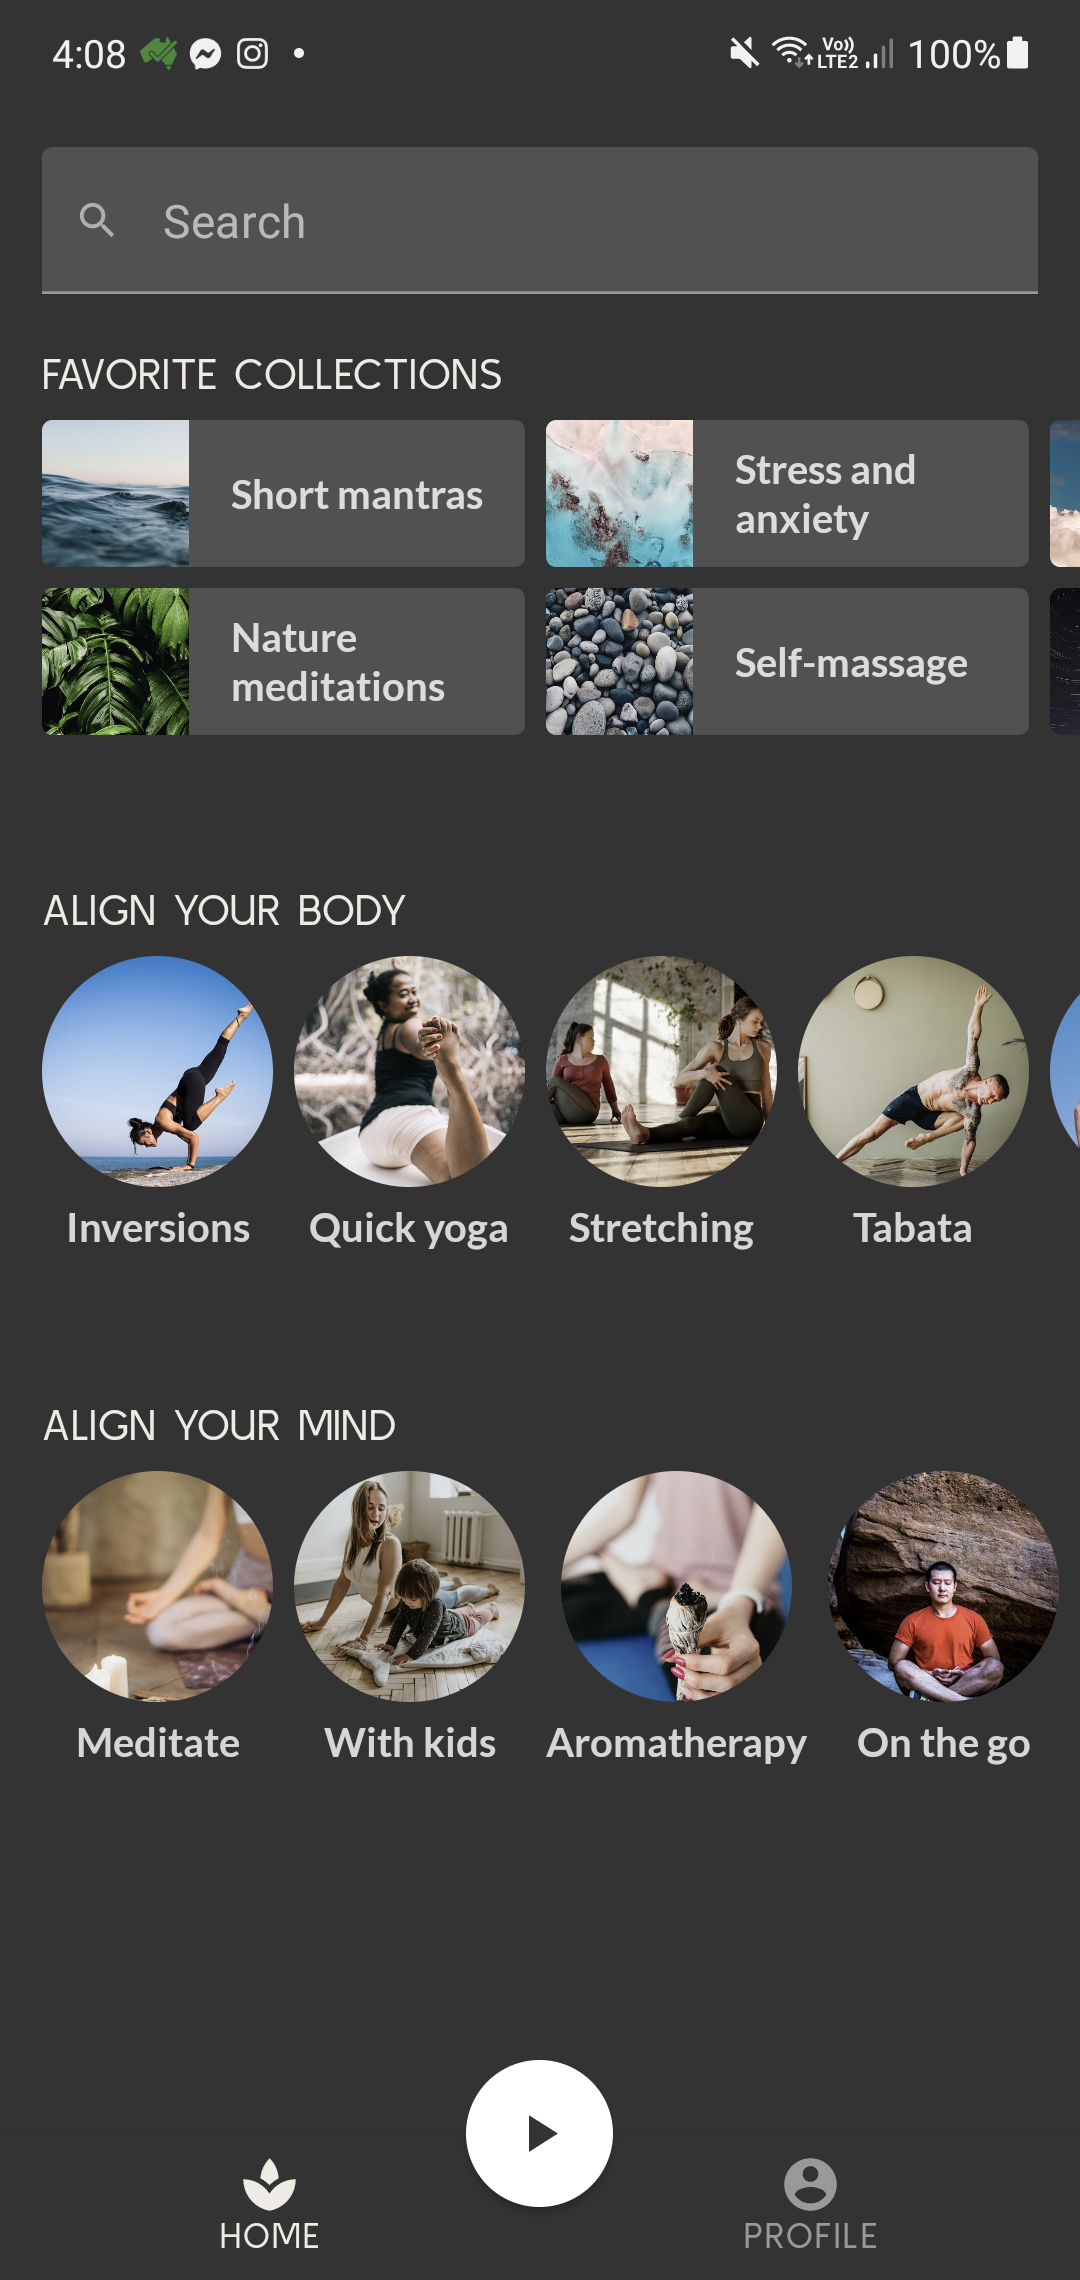 4:08
Vo))
LTE2
100%
Search
FAVORITE COLLECTIONS
Short mantras
Stress and
anxiety
Nature
meditations
Self-massage
ALIGN YOUR BODY
Inversions
Quick yoga
Stretching
Tabata
ALIGN YOUR MIND
Meditate
With kids
Aromatherapy
On the go
HOME
PROFILE